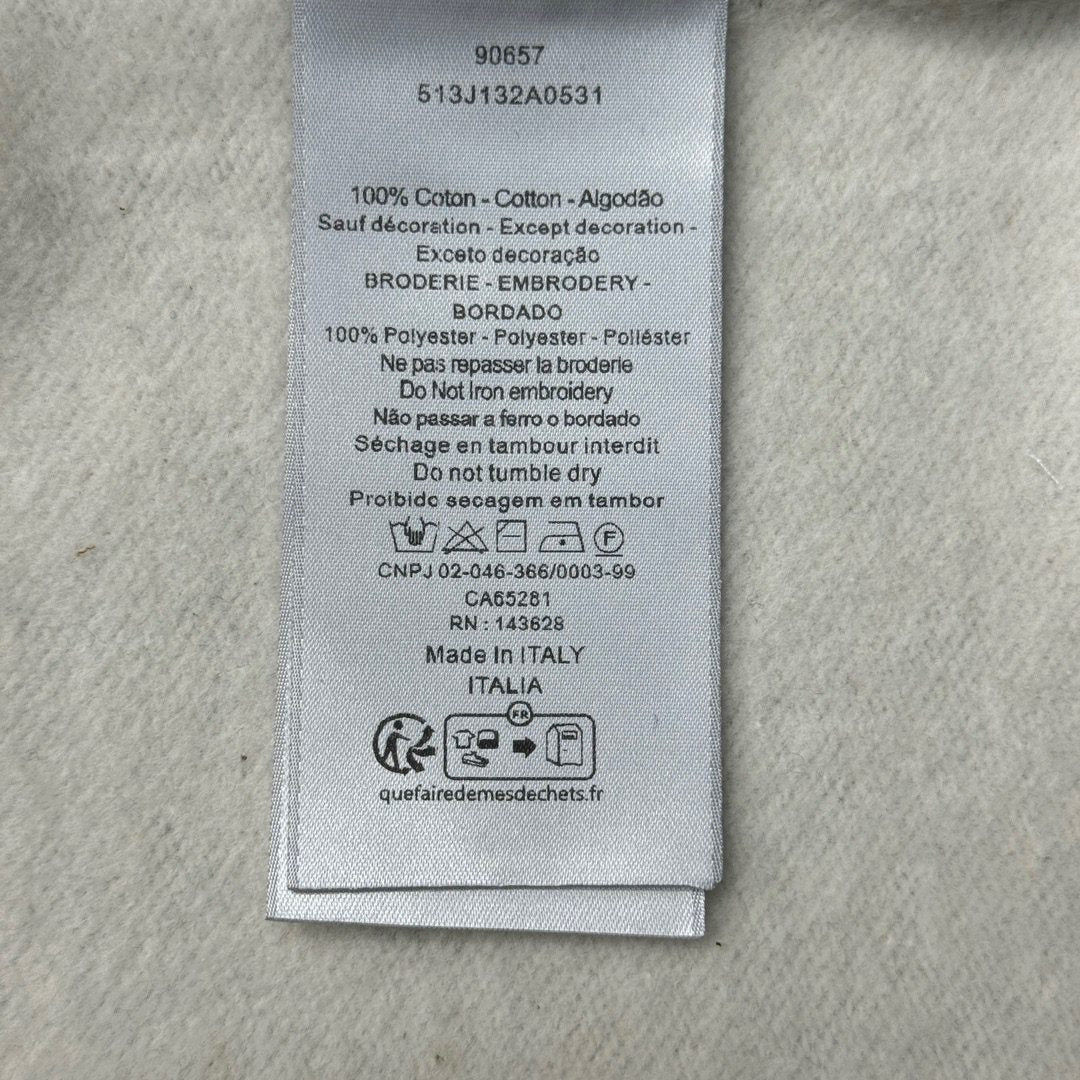 90657
513J132A0531
100% Coton - Cotton - Algodão
Sauf décoration - Except decoration -
Exceto decoração
BRODERIE - EMBRODERY -
BORDADO
100% Polyester - Polyester - Poliéster
Ne pas repasser la broderie
Do Not Iron embroidery
Não passar a ferro o bordado
Séchage en tambour interdit
Do not tumble dry
Proibido secagem em tambor
F
CNPJ 02-046-366/0003-99
CA65281
RN : 143628
Made In ITALY
ITALIA
FR
quefairedemesdechets.fr